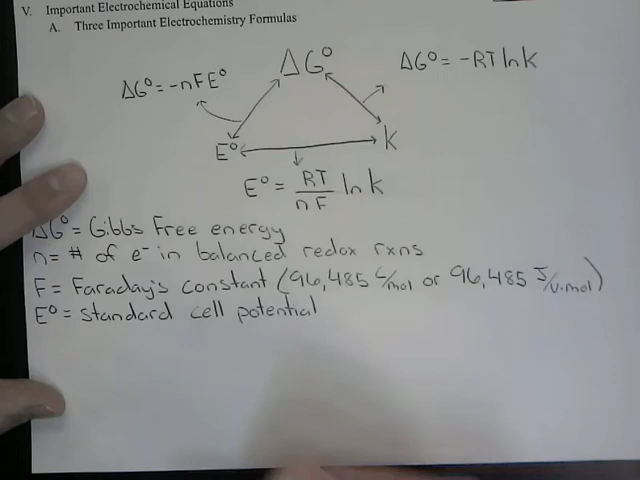 V. Important Electrochemical Equations
A. Three Important Electrochemistry Formulas
ΔG° = -nFE°
ΔG°
ΔG° = -RT ln k
E°
k
E° = RT/nF ln k
ΔG° = Gibbs Free energy
n = # of e⁻ in balanced redox rxns
F = Faraday's constant (96,485 C/mol or 96,485 J/V·mol)
E° = standard cell potential